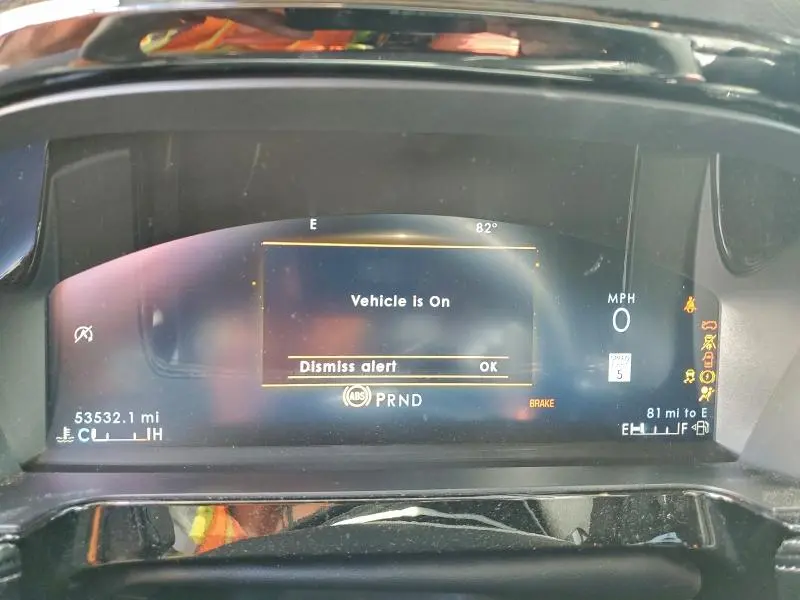 E 82°
Vehicle is On
MPH
0
Dismiss alert OK
5
ABS PRND
BRAKE
53532.1 mi
81 mi to E
C H
E F